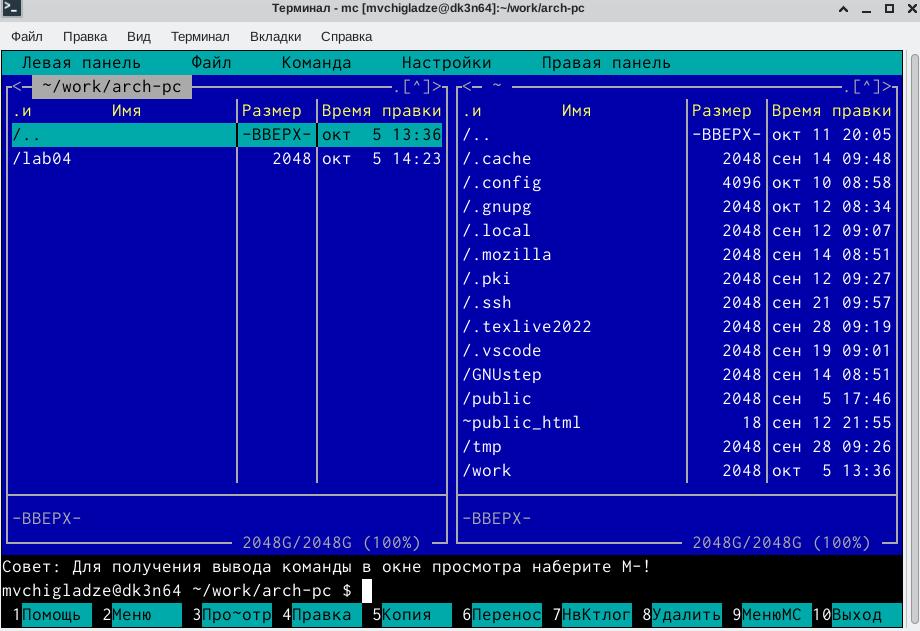 Терминал - mc [mvchigladze@dk3n64]:~/work/arch-pc
Файл Правка Вид Терминал Вкладки Справка
Левая панель Файл Команда Настройки Правая панель
<- ~/work/arch-pc .[^]> <- ~ .[^]>
.и Имя Размер Время правки .и Имя Размер Время правки
/.. -ВВЕРХ- окт 5 13:36 /.. -ВВЕРХ- окт 11 20:05
/lab04 2048 окт 5 14:23 /.cache 2048 сен 14 09:48
/.config 4096 окт 10 08:58
/.gnupg 2048 окт 12 08:34
/.local 2048 сен 12 09:07
/.mozilla 2048 сен 14 08:51
/.pki 2048 сен 12 09:27
/.ssh 2048 сен 21 09:57
/.texlive2022 2048 сен 28 09:19
/.vscode 2048 сен 19 09:01
/GNUstep 2048 сен 14 08:51
/public 2048 сен 5 17:46
~public_html 18 сен 12 21:55
/tmp 2048 сен 28 09:26
/work 2048 окт 5 13:36
-ВВЕРХ- -ВВЕРХ-
2048G/2048G (100%) 2048G/2048G (100%)
Совет: Для получения вывода команды в окне просмотра наберите M-!
mvchigladze@dk3n64 ~/work/arch-pc $
1Помощь 2Меню 3Про~отр 4Правка 5Копия 6Перенос 7НвКтлог 8Удалить 9МенюМС 10Выход